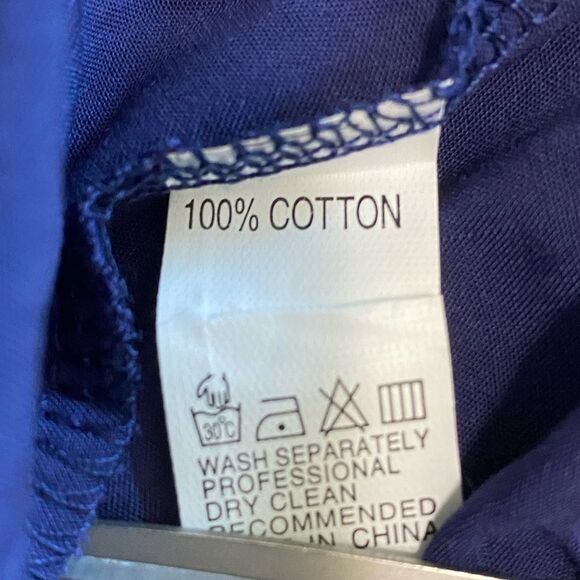 100% COTTON
30°C
WASH SEPARATELY
PROFESSIONAL
DRY CLEAN
RECOMMENDED
IN CHINA